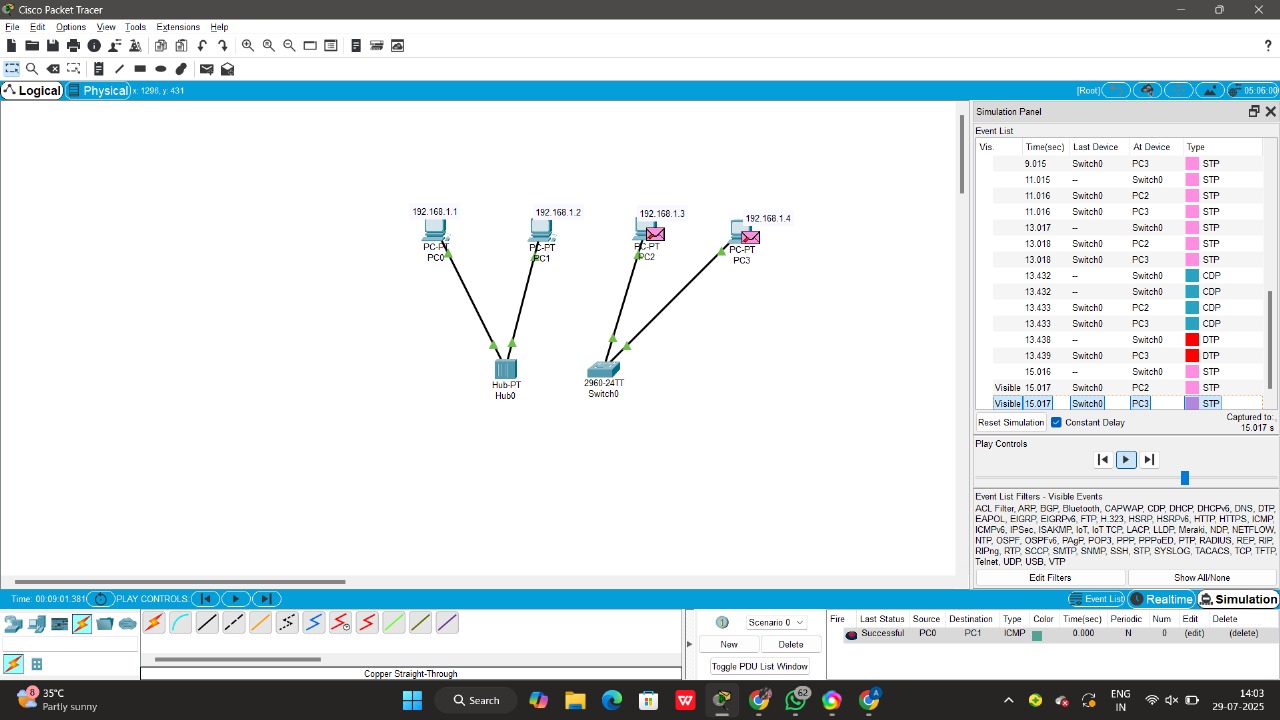 Cisco Packet Tracer
File Edit Options View Tools Extensions Help
?
Logical Physical x: 1296, y: 431 [Root] 05:06:00
192.168.1.1 192.168.1.2 192.168.1.3 192.168.1.4
PC-PT PC-PT PC-PT PC-PT
PC0 PC1 PC2 PC3
Hub-PT 2960-24TT
Hub0 Switch0
Simulation Panel
Event List
Vis. Time(sec) Last Device At Device Type
9.015 Switch0 PC3 STP
11.015 -- Switch0 STP
11.016 Switch0 PC2 STP
11.016 Switch0 PC3 STP
13.017 -- Switch0 STP
13.018 Switch0 PC2 STP
13.018 Switch0 PC3 STP
13.432 -- Switch0 CDP
13.432 -- Switch0 CDP
13.433 Switch0 PC2 CDP
13.433 Switch0 PC3 CDP
13.438 -- Switch0 DTP
13.439 Switch0 PC3 DTP
15.016 -- Switch0 STP
Visible 15.017 Switch0 PC2 STP
Visible 15.017 Switch0 PC3 STP
Reset Simulation Constant Delay Captured to:
15.017 s
Play Controls
Event List Filters - Visible Events
ACL Filter, ARP, BGP, Bluetooth, CAPWAP, CDP, DHCP, DHCPv6, DNS, DTP,
EAPOL, EIGRP, EIGRPv6, FTP, H.323, HSRP, HSRPv6, HTTP, HTTPS, ICMP,
ICMPv6, IPSec, ISAKMP, IoT, IoT TCP, LACP, LLDP, Meraki, NDP, NETFLOW,
NTP, OSPF, OSPFv6, PAgP, POP3, PPP, PPPoED, PTP, RADIUS, REP, RIP,
RIPng, RTP, SCCP, SMTP, SNMP, SSH, STP, SYSLOG, TACACS, TCP, TFTP,
Telnet, UDP, USB, VTP
Edit Filters Show All/None
Time: 00:09:01.381 PLAY CONTROLS: Event List Realtime Simulation
Copper Straight-Through
Scenario 0
New Delete
Toggle PDU List Window
Fire Last Status Source Destination Type Color Time(sec) Periodic Num Edit Delete
Successful PC0 PC1 ICMP 0.000 N 0 (edit) (delete)
8 35°C
Partly sunny
Search
62
A
ENG
IN
14:03
29-07-2025